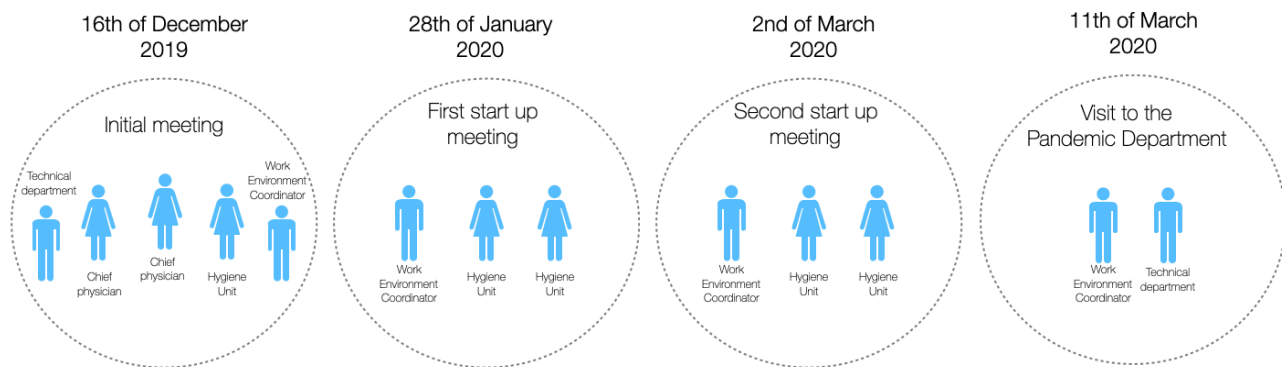 16th of December
2019
Initial meeting
Technical
department
Chief
physician
Chief
physician
Hygiene
Unit
Work
Environment
Coordinator
28th of January
2020
First start up
meeting
Work
Environment
Coordinator
Hygiene
Unit
Hygiene
Unit
2nd of March
2020
Second start up
meeting
Work
Environment
Coordinator
Hygiene
Unit
Hygiene
Unit
11th of March
2020
Visit to the
Pandemic Department
Work
Environment
Coordinator
Technical
department